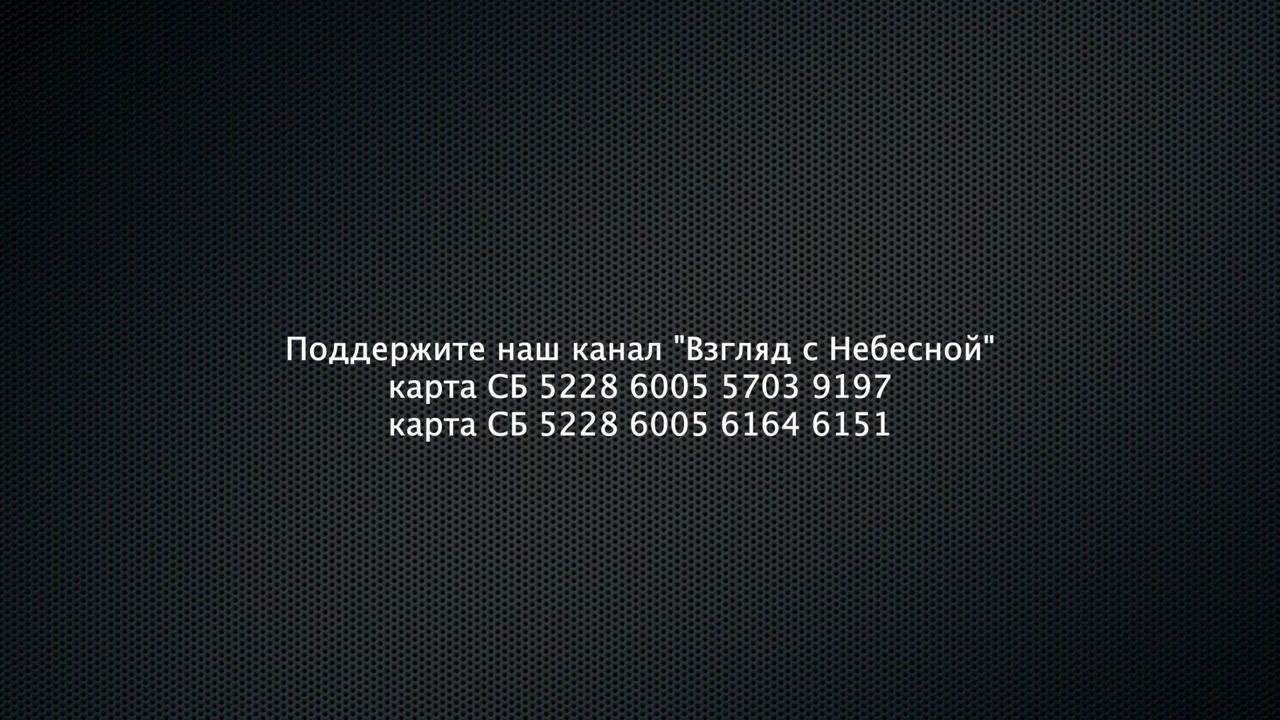 Поддержите наш канал "Взгляд с Небесной"
карта СБ 5228 6005 5703 9197
карта СБ 5228 6005 6164 6151